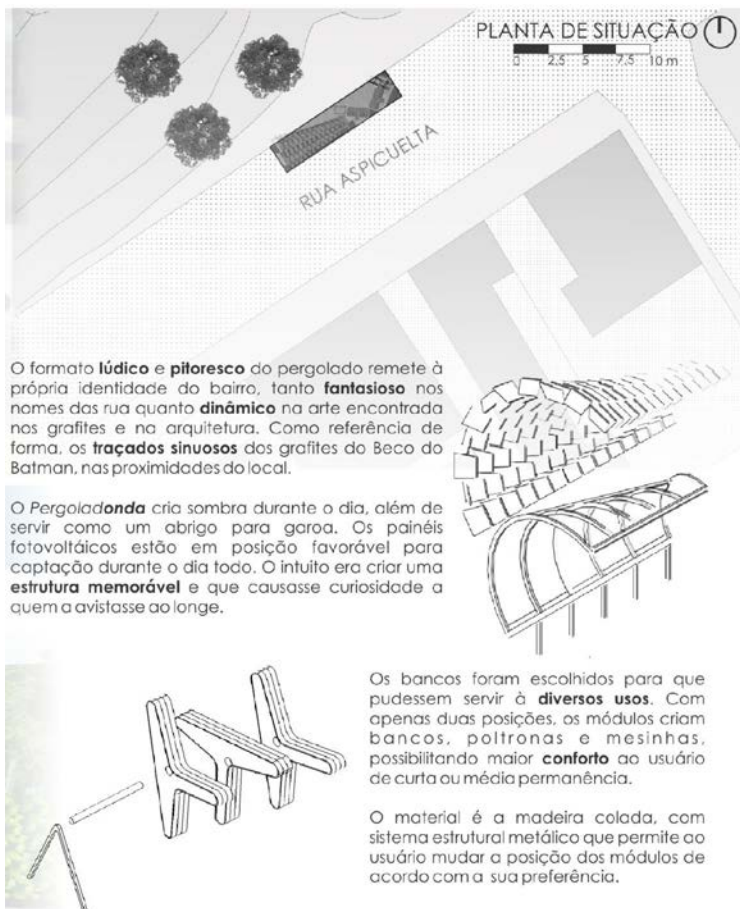 PLANTA DE SITUAÇÃO
0 2,5 5 7,5 10 m
RUA ASPICUELTA
O formato lúdico e pitoresco do pergolado remete à
própria identidade do bairro, tanto fantasioso nos
nomes das rua quanto dinâmico na arte encontrada
nos grafites e na arquitetura. Como referência de
forma, os traçados sinuosos dos grafites do Beco do
Batman, nas proximidades do local.
O Pergoladonda cria sombra durante o dia, além de
servir como um abrigo para garoa. Os painéis
fotovoltáicos estão em posição favorável para
captação durante o dia todo. O intuito era criar uma
estrutura memorável e que causasse curiosidade a
quem a avistasse ao longe.
Os bancos foram escolhidos para que
pudessem servir à diversos usos. Com
apenas duas posições, os módulos criam
bancos, poltronas e mesinhas,
possibilitando maior conforto ao usuário
de curta ou média permanência.
O material é a madeira colada, com
sistema estrutural metálico que permite ao
usuário mudar a posição dos módulos de
acordo com a sua preferência.